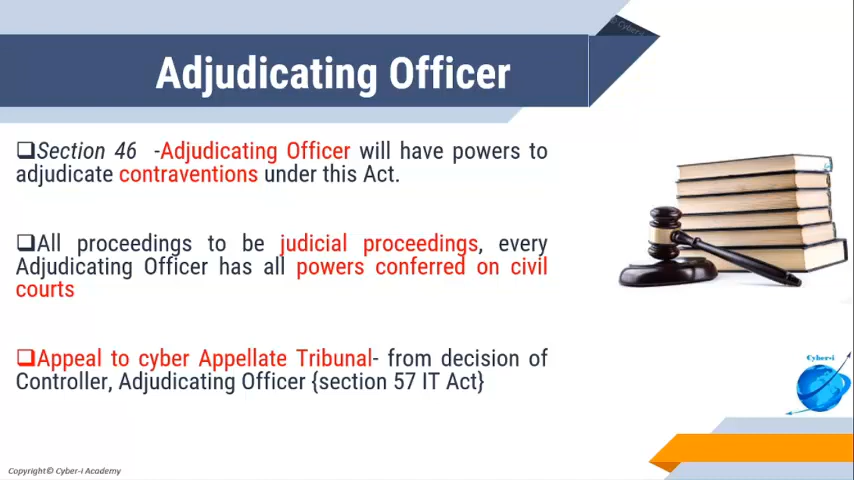 Adjudicating Officer
❑Section 46 -Adjudicating Officer will have powers to
adjudicate contraventions under this Act.
❑All proceedings to be judicial proceedings, every
Adjudicating Officer has all powers conferred on civil
courts
❑Appeal to cyber Appellate Tribunal- from decision of
Controller, Adjudicating Officer {section 57 IT Act}
Cyber-i
Copyright© Cyber-i Academy